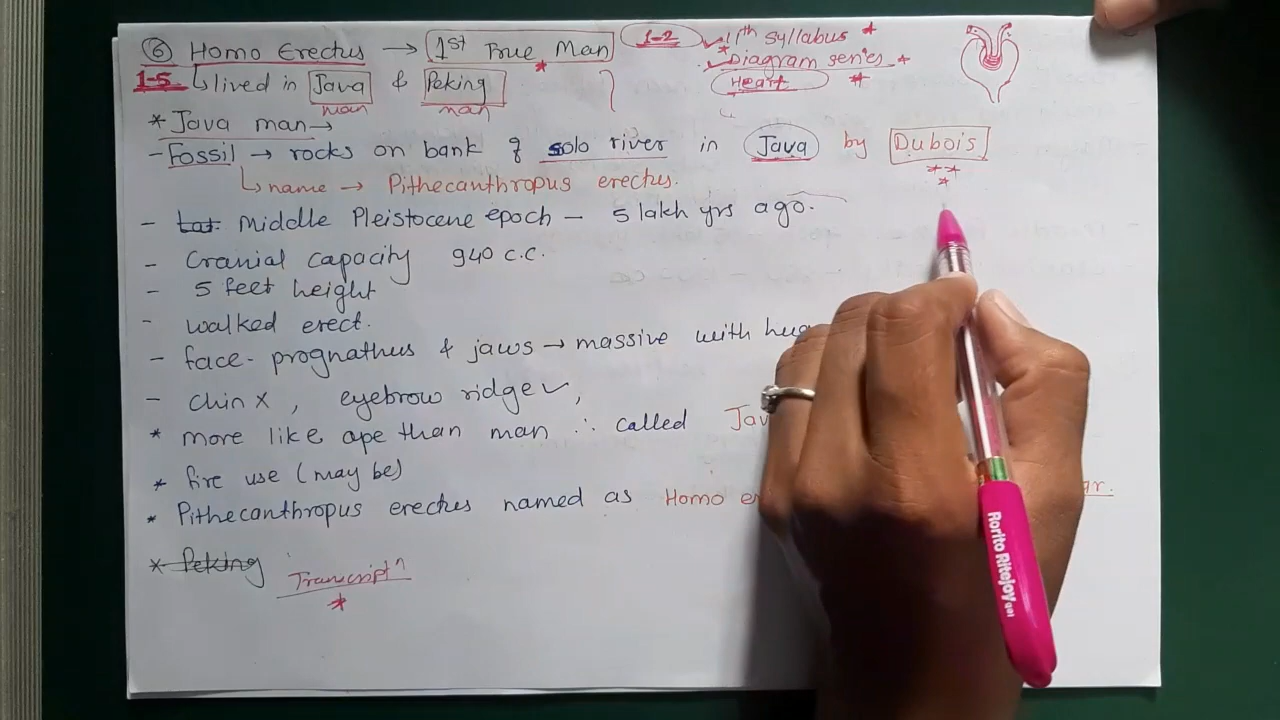 ⑥ Homo Erectus → 1st True Man
1-2 11th Syllabus *
* Diagram series *
Heart *
1-5 ↳ lived in Java & Peking
man man
* Java man →
- Fossil → rocks on bank of solo river in Java by Dubois
↳ name → Pithecanthropus erectus.
- middle Pleistocene epoch – 5 lakh yrs ago.
- Cranial capacity 940 c.c.
- 5 feet height
- walked erect.
- face - prognathus & jaws → massive with
- chin x, eyebrow ridge ✓,
* more like ape than man ∴ called
* fire use (may be)
* Pithecanthropus erectus named as Homo
* Peking
Transcriptn
*
Rorito Ritejoy